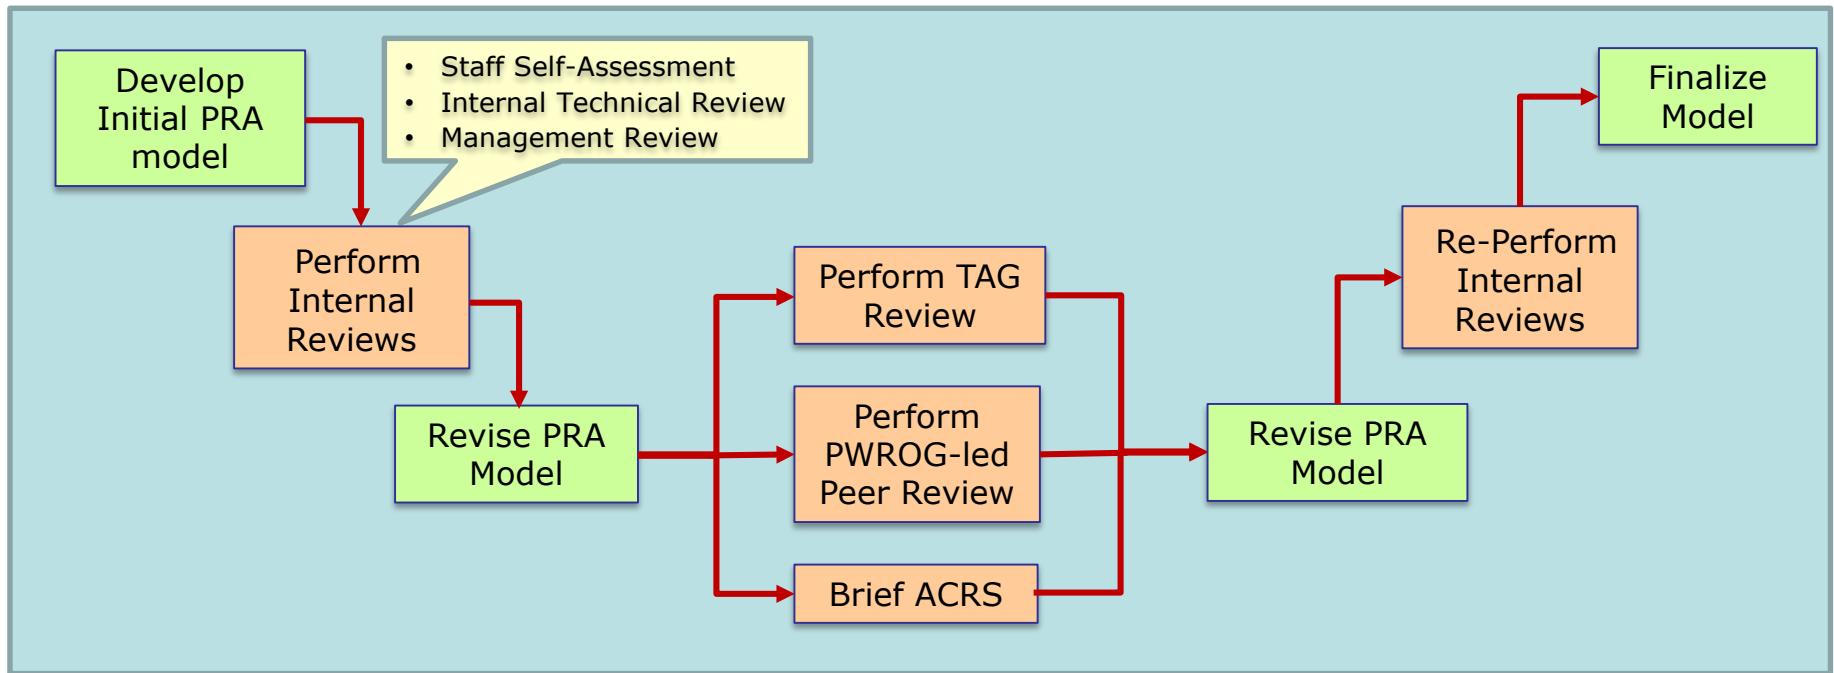 Develop
Initial PRA
model
• Staff Self-Assessment
• Internal Technical Review
• Management Review
Perform
Internal
Reviews
Revise PRA
Model
Perform TAG
Review
Perform
PWROG-led
Peer Review
Brief ACRS
Revise PRA
Model
Re-Perform
Internal
Reviews
Finalize
Model